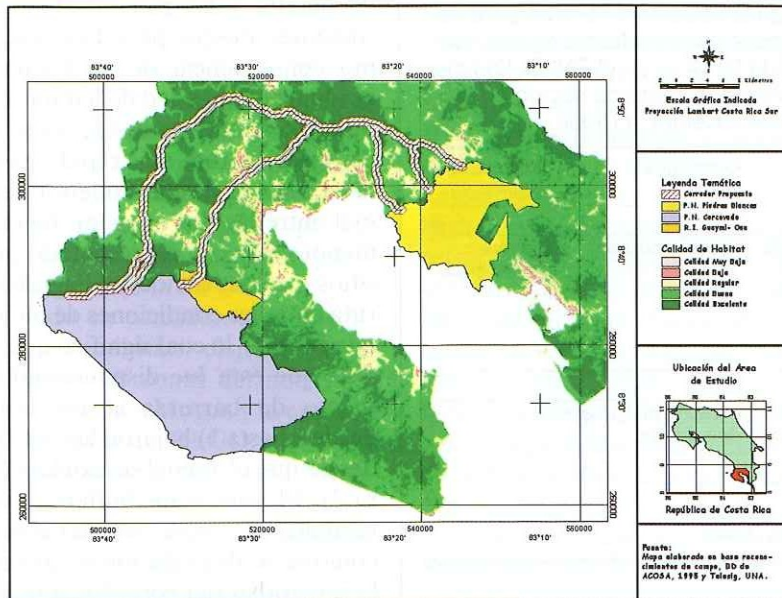 83°40'
83°30'
83°20'
83°10'
500000
520000
540000
560000
8°50'
300000
300000
8°40'
280000
280000
8°30'
260000
260000
500000
520000
540000
560000
83°40'
83°30'
83°20'
83°10'
Escala Gráfica Indicada
Proyección Lambert Costa Rica Sur
Leyenda Temática
Corredor Propuesto
P.N. Piedras Blancas
P.N. Corcovado
R.I. Guaymí- Osa
Calidad de Habitat
Calidad Muy Baja
Calidad Baja
Calidad Regular
Calidad Buena
Calidad Excelente
Ubicación del Area
de Estudio
República de Costa Rica
Fuente:
Mapa elaborado en base recono-
cimientos de campo, BD de
ACOSA, 1995 y Telesig, UNA.